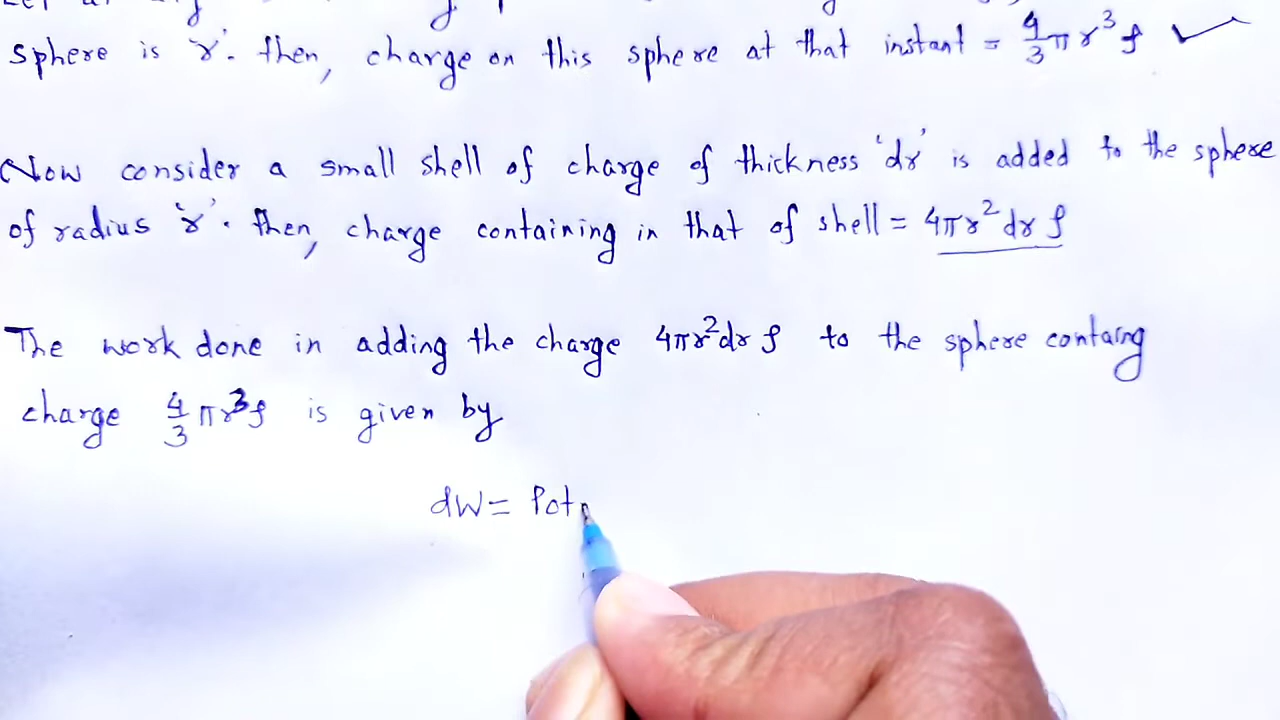 sphere is 'r'. then, charge on this sphere at that instant = 4/3 π r³ ρ ✓
Now consider a small shell of charge of thickness 'dr' is added to the sphere
of radius 'r'. then, charge containing in that of shell = 4πr² dr ρ
The work done in adding the charge 4πr² dr ρ to the sphere containg
charge 4/3 πr³ρ is given by
dW = Pot